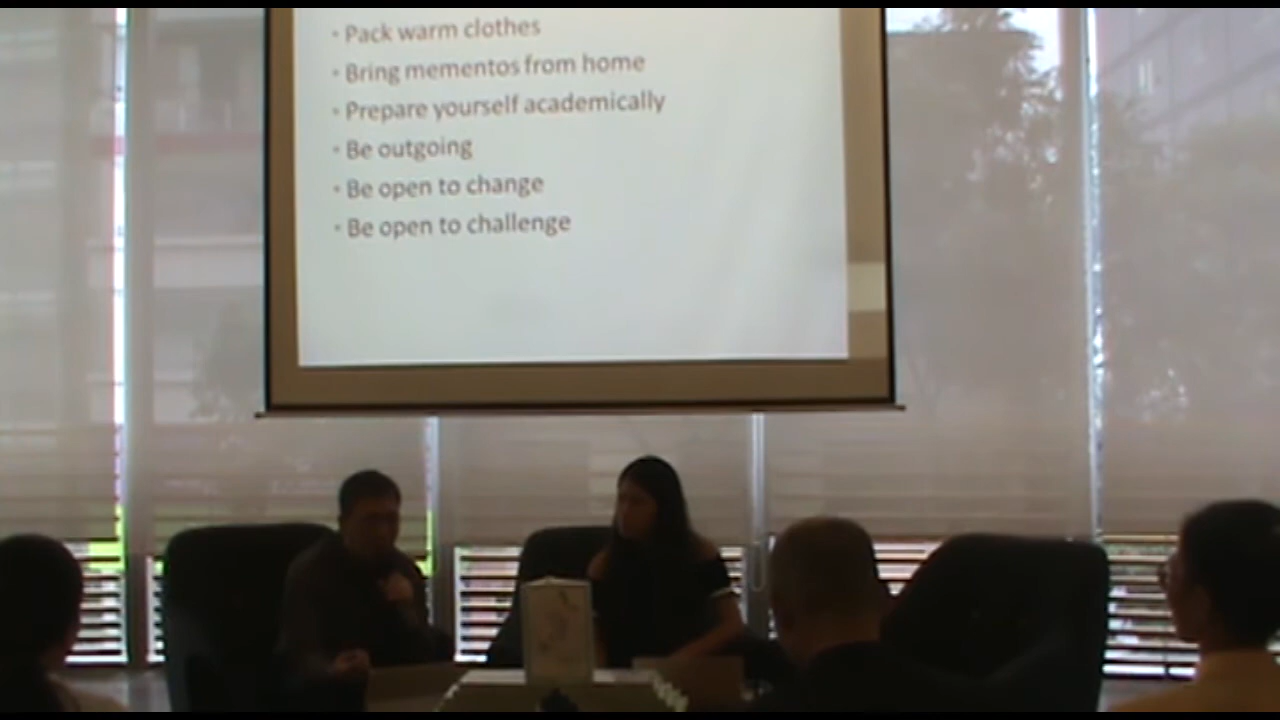 • Pack warm clothes
• Bring mementos from home
• Prepare yourself academically
• Be outgoing
• Be open to change
• Be open to challenge